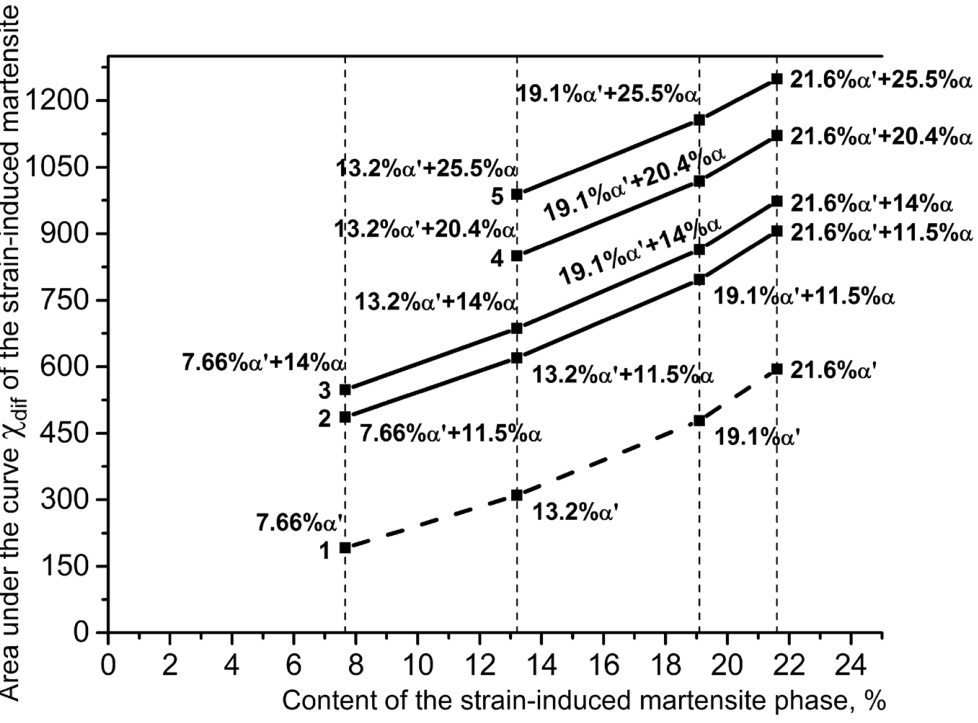 Area under the curve χdif of the strain-induced martensite
1200
1050
900
750
600
450
300
150
0
0 2 4 6 8 10 12 14 16 18 20 22 24
Content of the strain-induced martensite phase, %
19.1%α'+25.5%α
21.6%α'+25.5%α
13.2%α'+25.5%α
5
19.1%α'+20.4%α
21.6%α'+20.4%α
13.2%α'+20.4%α
4
19.1%α'+14%α
21.6%α'+14%α
21.6%α'+11.5%α
13.2%α'+14%α
19.1%α'+11.5%α
7.66%α'+14%α
3
13.2%α'+11.5%α
21.6%α'
2
7.66%α'+11.5%α
19.1%α'
7.66%α'
13.2%α'
1